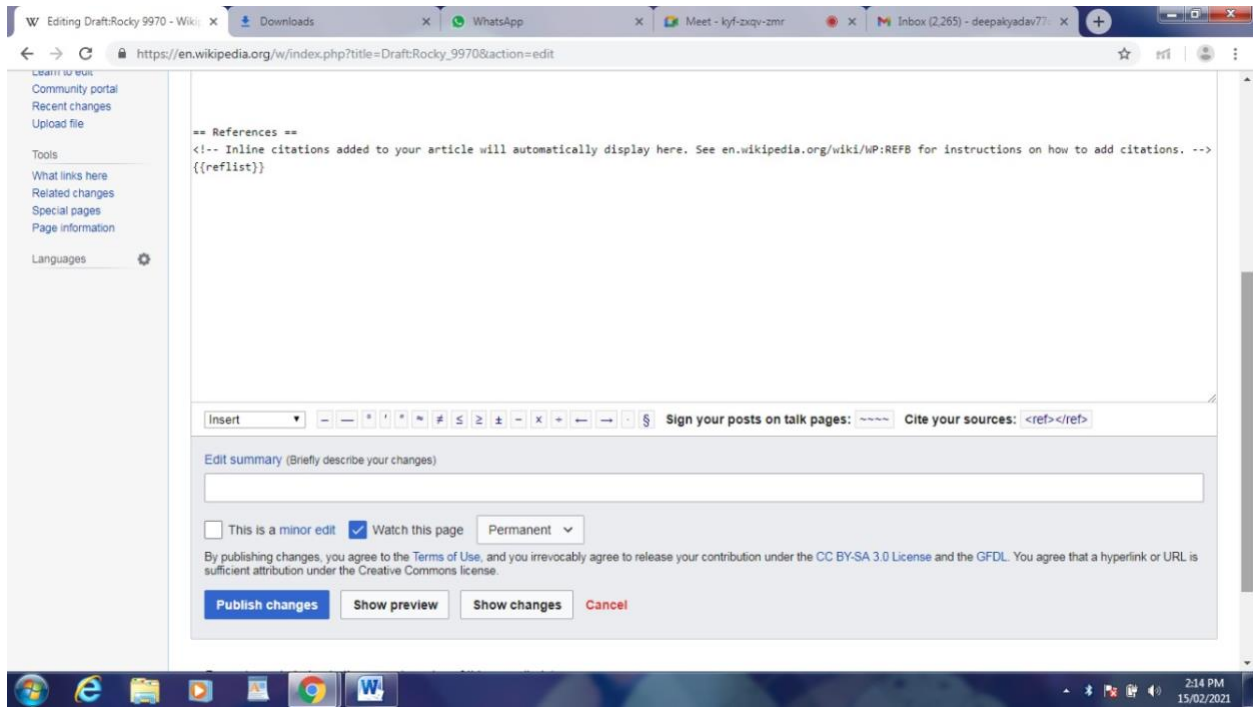 Editing Draft:Rocky 9970 - Wikip
Downloads
WhatsApp
Meet - kyf-zxqv-zmr
Inbox (2,265) - deepakyadav77
https://en.wikipedia.org/w/index.php?title=Draft:Rocky_9970&action=edit
Learn to edit
Community portal
Recent changes
Upload file
Tools
What links here
Related changes
Special pages
Page information
Languages
== References ==
<!-- Inline citations added to your article will automatically display here. See en.wikipedia.org/wiki/WP:REFB for instructions on how to add citations. -->
{{reflist}}
Insert – — ° ′ ″ ≈ ≠ ≤ ≥ ± − × ÷ ← → · § Sign your posts on talk pages: ~~~~ Cite your sources: <ref></ref>
Edit summary (Briefly describe your changes)
This is a minor edit Watch this page Permanent
By publishing changes, you agree to the Terms of Use, and you irrevocably agree to release your contribution under the CC BY-SA 3.0 License and the GFDL. You agree that a hyperlink or URL is
sufficient attribution under the Creative Commons license.
Publish changes Show preview Show changes Cancel
2:14 PM
15/02/2021